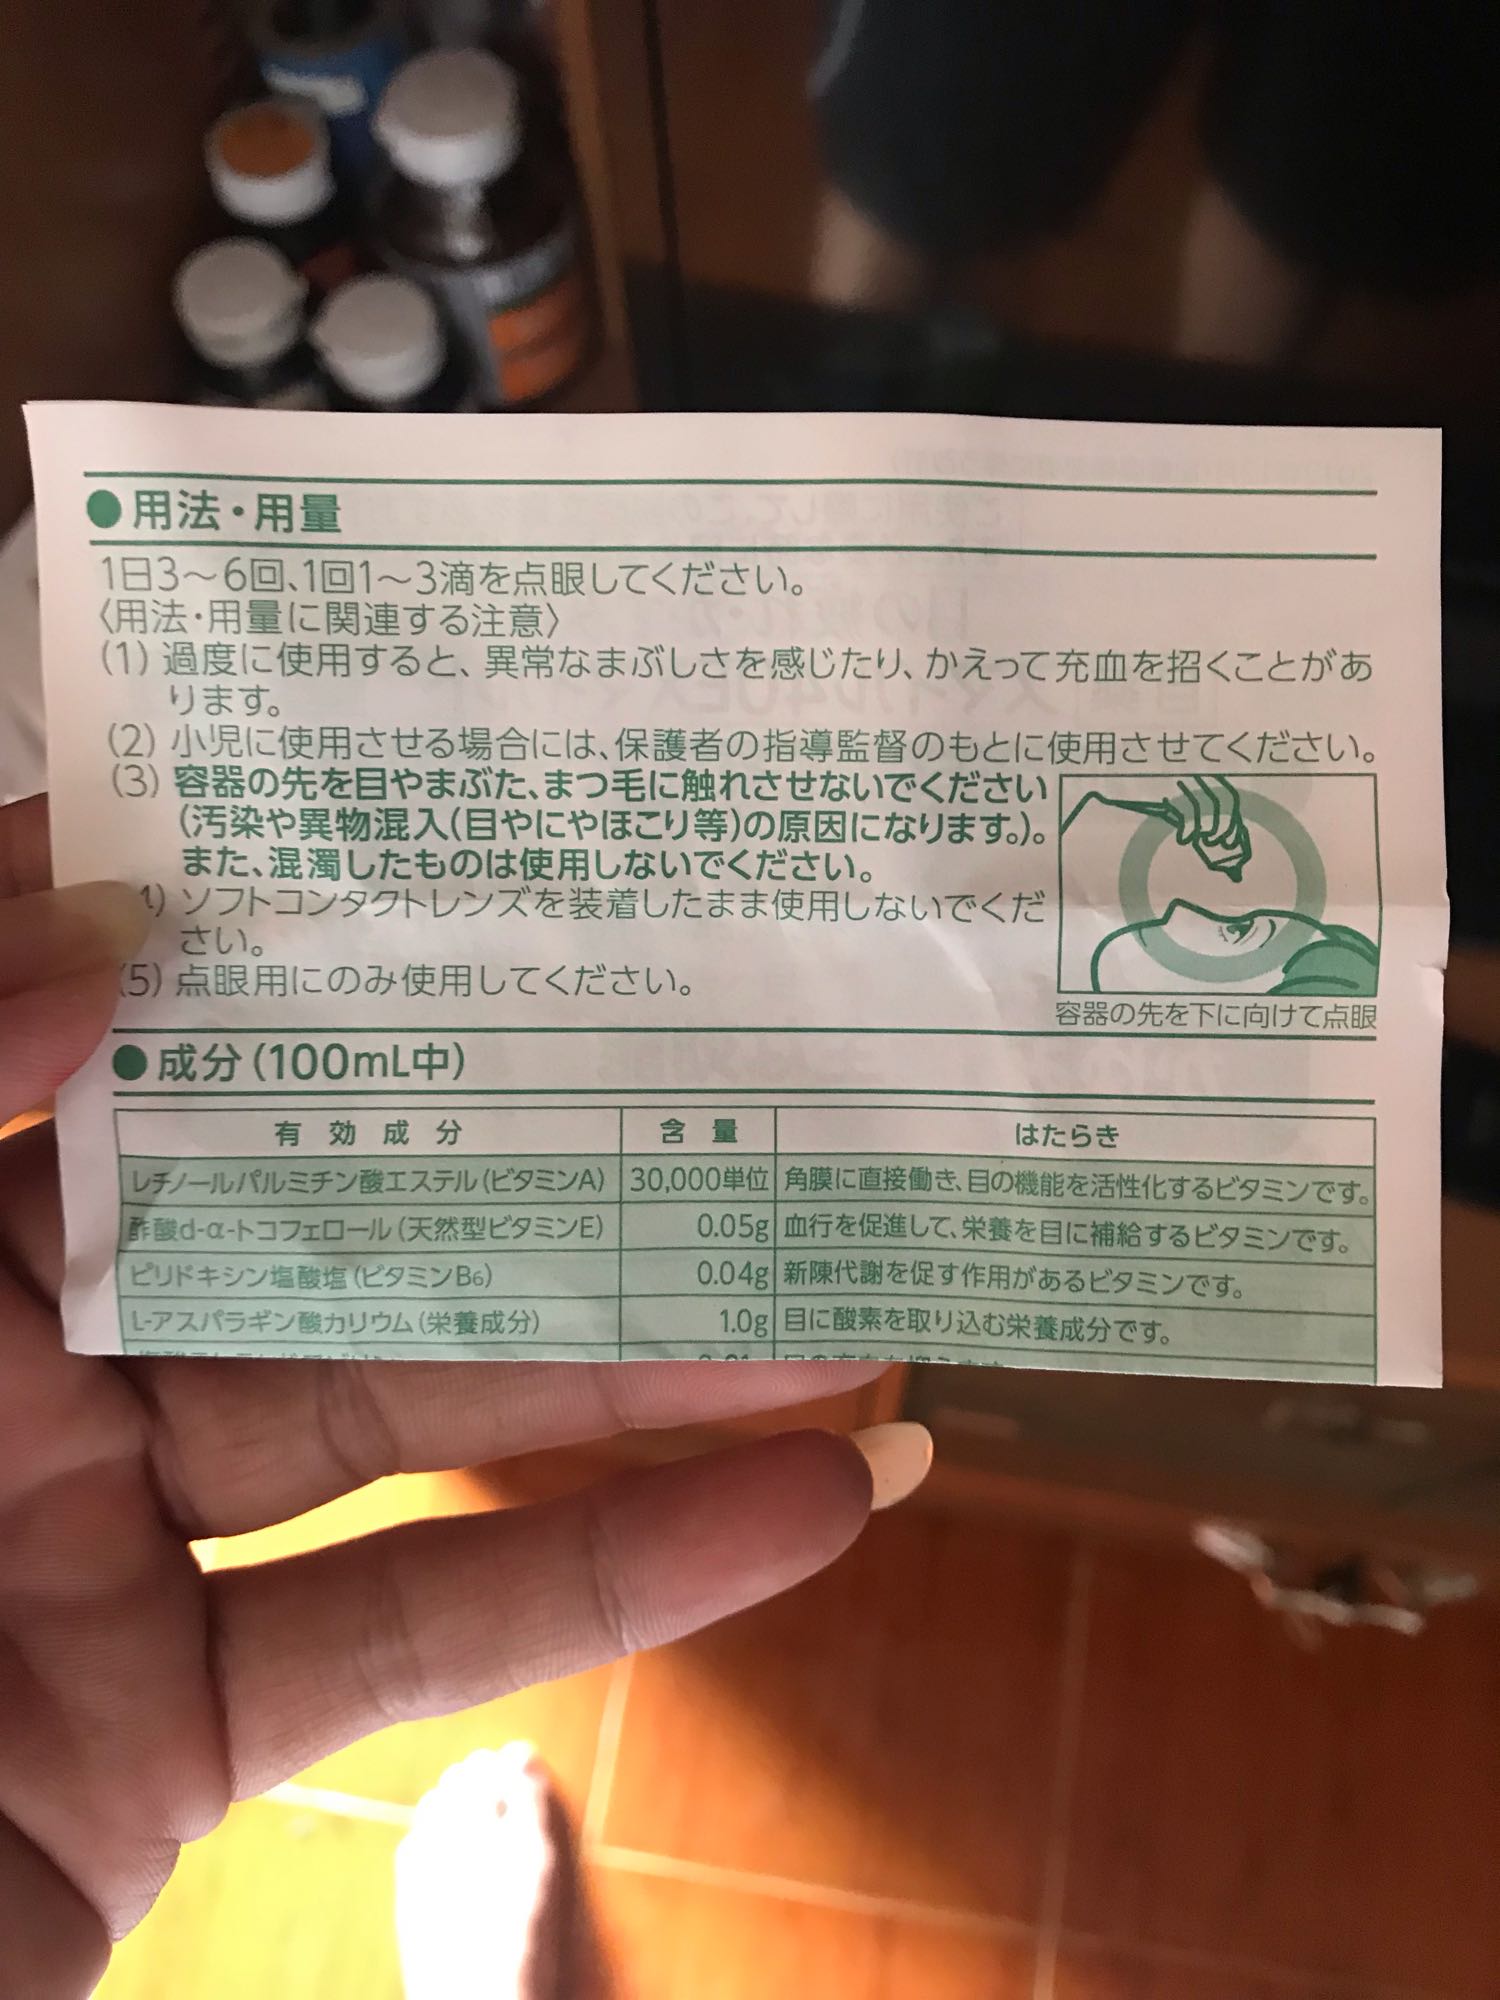 ●用法・用量
1日3～6回、1回1～3滴を点眼してください。
〈用法・用量に関連する注意〉
(1) 過度に使用すると、異常なまぶしさを感じたり、かえって充血を招くことがあ
ります。
(2) 小児に使用させる場合には、保護者の指導監督のもとに使用させてください。
(3) 容器の先を目やまぶた、まつ毛に触れさせないでください
(汚染や異物混入(目やにやほこり等)の原因になります。)。
また、混濁したものは使用しないでください。
4) ソフトコンタクトレンズを装着したまま使用しないでくだ
さい。
(5) 点眼用にのみ使用してください。
容器の先を下に向けて点眼
●成分(100mL中)
有効成分 含量 はたらき
レチノールパルミチン酸エステル(ビタミンA) 30,000単位 角膜に直接働き、目の機能を活性化するビタミンです。
酢酸d-α-トコフェロール(天然型ビタミンE) 0.05g 血行を促進して、栄養を目に補給するビタミンです。
ピリドキシン塩酸塩(ビタミンB6) 0.04g 新陳代謝を促す作用があるビタミンです。
L-アスパラギン酸カリウム(栄養成分) 1.0g 目に酸素を取り込む栄養成分です。